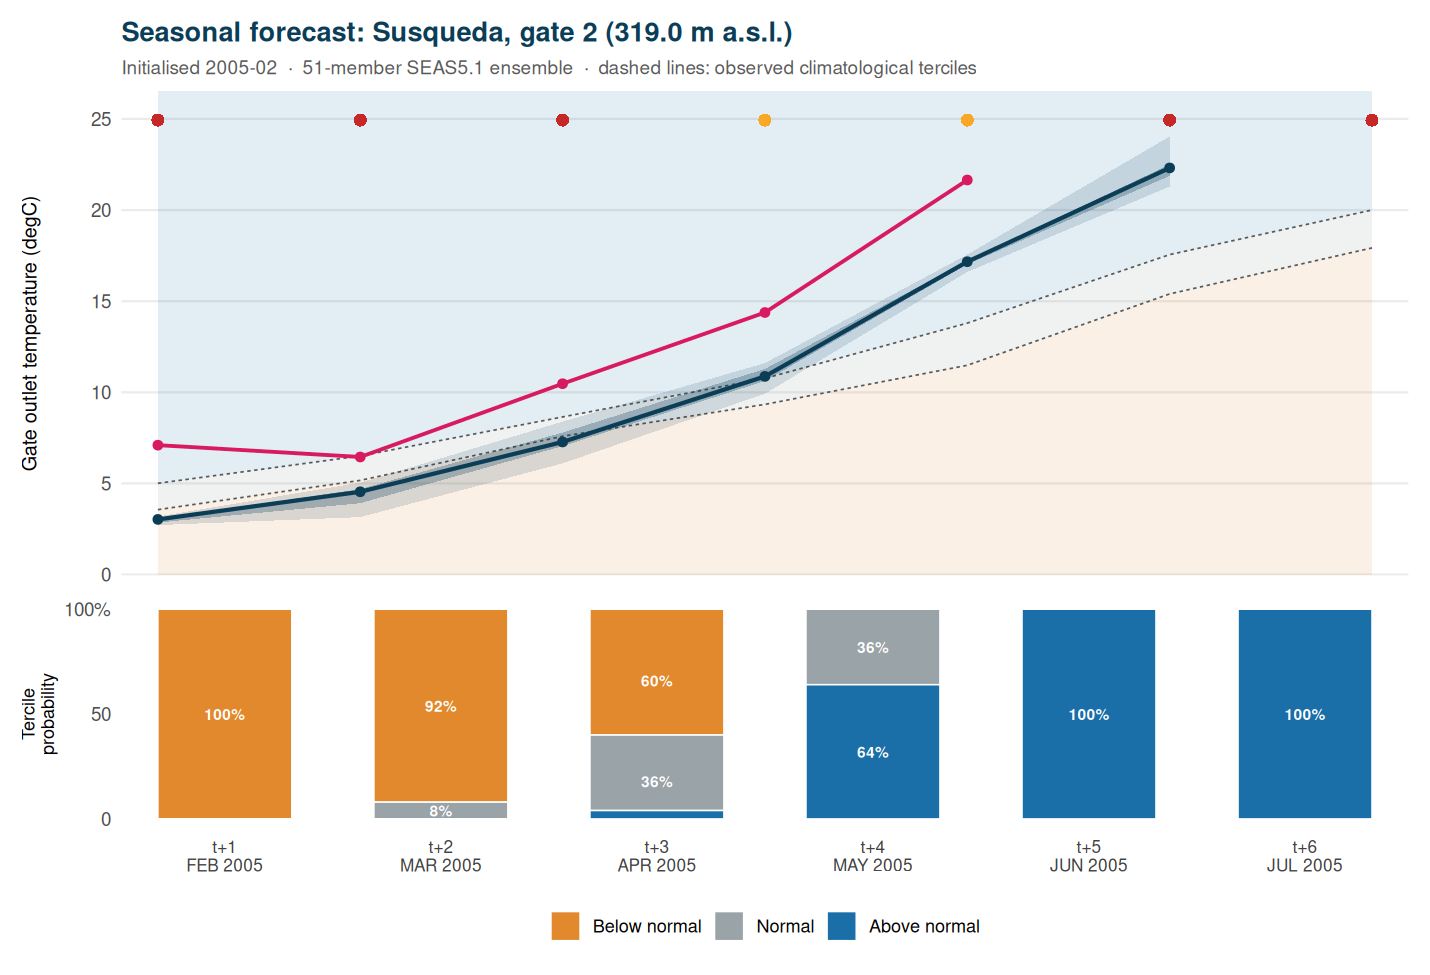 Seasonal forecast: Susqueda, gate 2 (319.0 m a.s.l.)
Initialised 2005-02 · 51-member SEAS5.1 ensemble · dashed lines: observed climatological terciles
Gate outlet temperature (degC)
25
20
15
10
5
0
Tercile
probability
100%
50
0
100%
92%
8%
60%
36%
36%
64%
100%
100%
t+1
FEB 2005
t+2
MAR 2005
t+3
APR 2005
t+4
MAY 2005
t+5
JUN 2005
t+6
JUL 2005
Below normal
Normal
Above normal